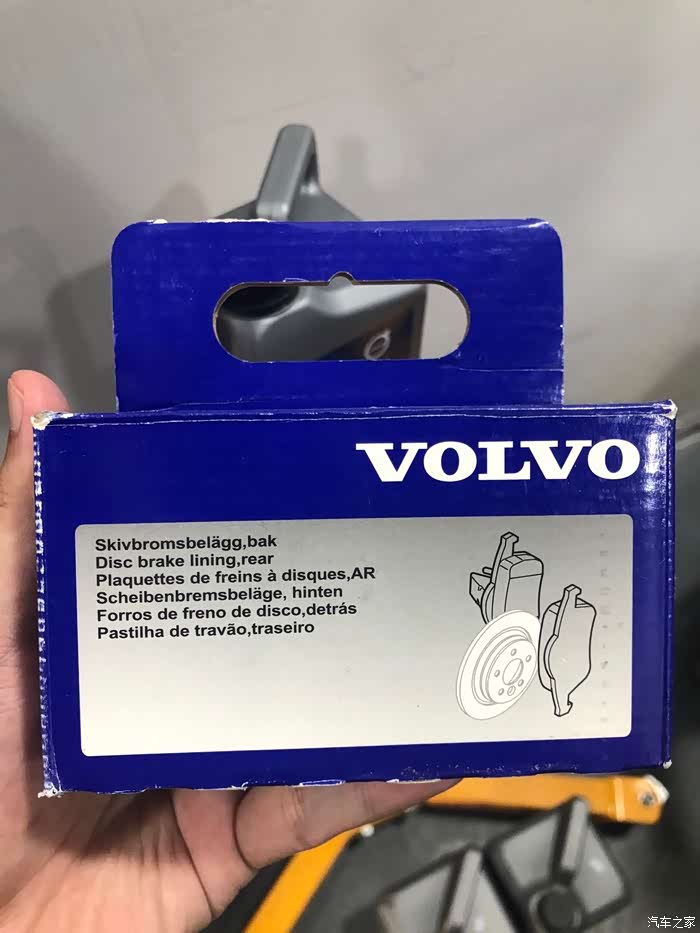 VOLVO
Skivbromsbelägg,bak
Disc brake lining,rear
Plaquettes de freins à disques,AR
Scheibenbremsbeläge, hinten
Forros de freno de disco,detrás
Pastilha de travão,traseiro
汽车之家